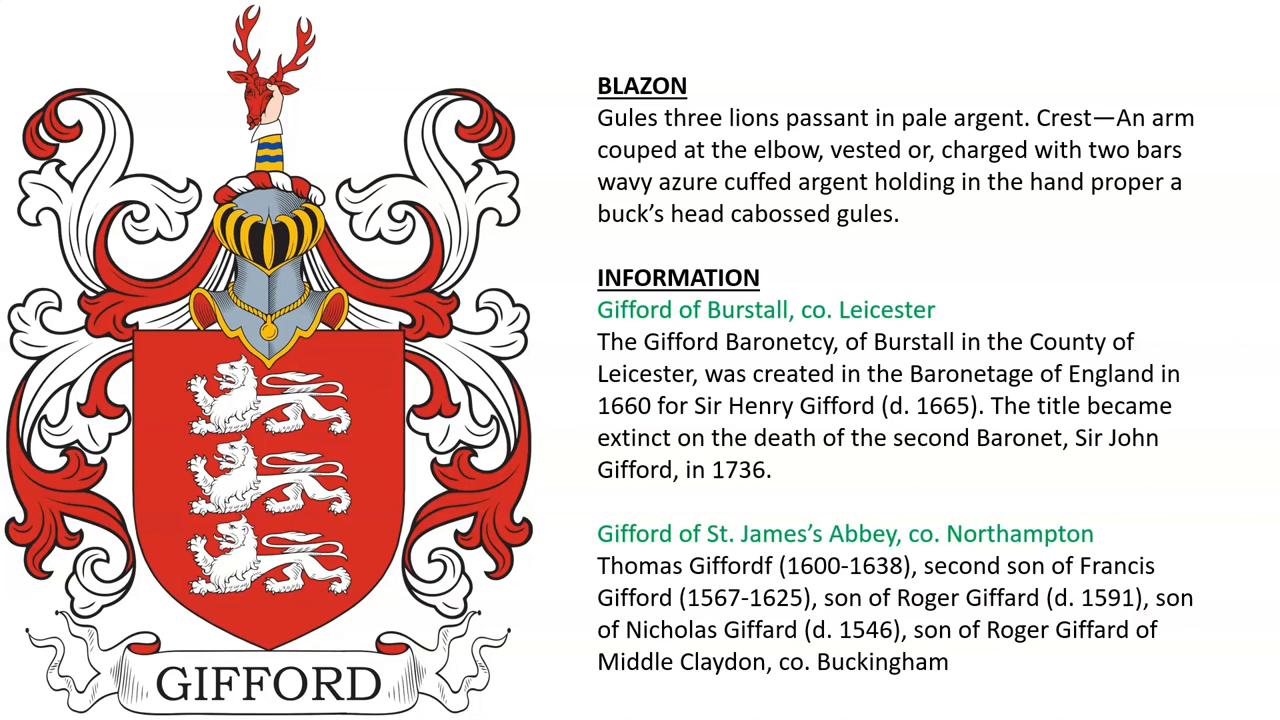 BLAZON
Gules three lions passant in pale argent. Crest—An arm
couped at the elbow, vested or, charged with two bars
wavy azure cuffed argent holding in the hand proper a
buck’s head cabossed gules.
INFORMATION
Gifford of Burstall, co. Leicester
The Gifford Baronetcy, of Burstall in the County of
Leicester, was created in the Baronetage of England in
1660 for Sir Henry Gifford (d. 1665). The title became
extinct on the death of the second Baronet, Sir John
Gifford, in 1736.
Gifford of St. James’s Abbey, co. Northampton
Thomas Giffordf (1600-1638), second son of Francis
Gifford (1567-1625), son of Roger Giffard (d. 1591), son
of Nicholas Giffard (d. 1546), son of Roger Giffard of
Middle Claydon, co. Buckingham
GIFFORD